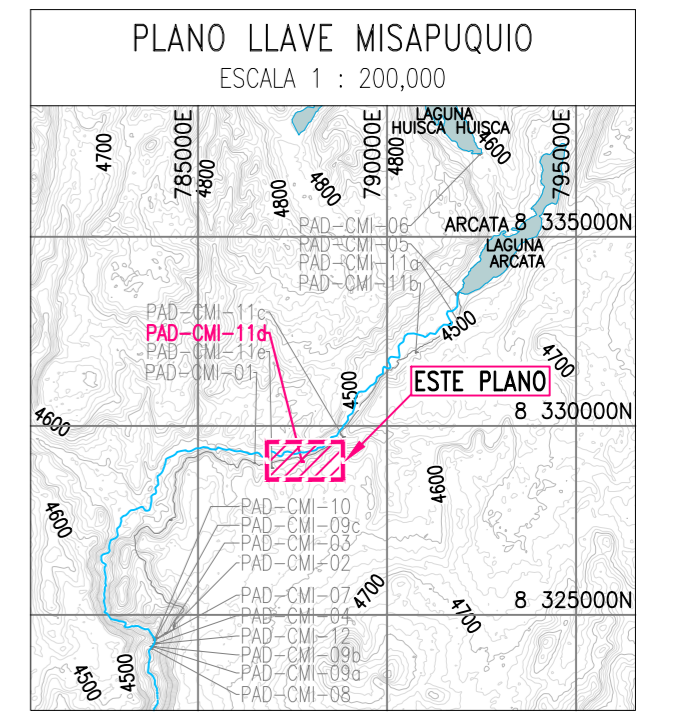 PLANO LLAVE MISAPUQUIO
ESCALA 1 : 200,000
LAGUNA
HUISCA HUISCA
4700
785000E
4800
4800
4800
790000E
4800
4600
795000E
PAD-CMI-06
ARCATA
8 335000N
PAD-CMI-05
LAGUNA
ARCATA
PAD-CMI-11a
PAD-CMI-11b
PAD-CMI-11c
PAD-CMI-11d
PAD-CMI-11e
PAD-CMI-01
4500
4700
4500
ESTE PLANO
4600
8 330000N
4600
4600
PAD-CMI-10
PAD-CMI-09c
PAD-CMI-03
PAD-CMI-02
PAD-CMI-07
4700
8 325000N
PAD-CMI-04
4700
PAD-CMI-12
PAD-CMI-09b
PAD-CMI-09a
PAD-CMI-08
4500
4500